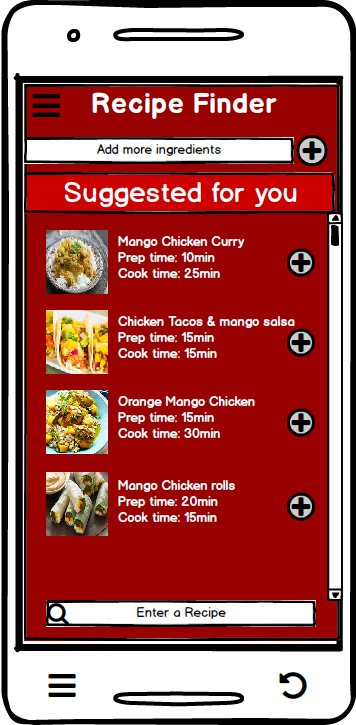 Recipe Finder
Add more ingredients
Suggested for you
Mango Chicken Curry
Prep time: 10min
Cook time: 25min
Chicken Tacos & mango salsa
Prep time: 15min
Cook time: 15min
Orange Mango Chicken
Prep time: 15min
Cook time: 30min
Mango Chicken rolls
Prep time: 20min
Cook time: 15min
Enter a Recipe